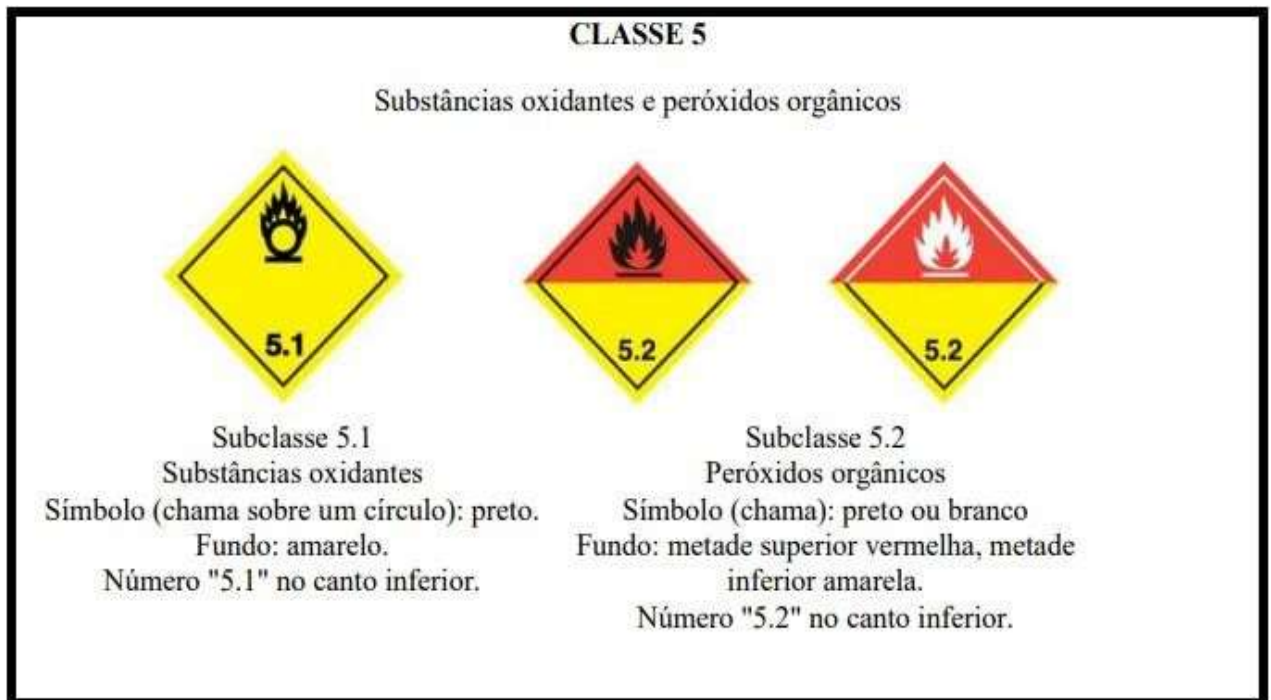 CLASSE 5
Substâncias oxidantes e peróxidos orgânicos
5.1
5.2
5.2
Subclasse 5.1
Substâncias oxidantes
Símbolo (chama sobre um círculo): preto.
Fundo: amarelo.
Número "5.1" no canto inferior.
Subclasse 5.2
Peróxidos orgânicos
Símbolo (chama): preto ou branco
Fundo: metade superior vermelha, metade
inferior amarela.
Número "5.2" no canto inferior.